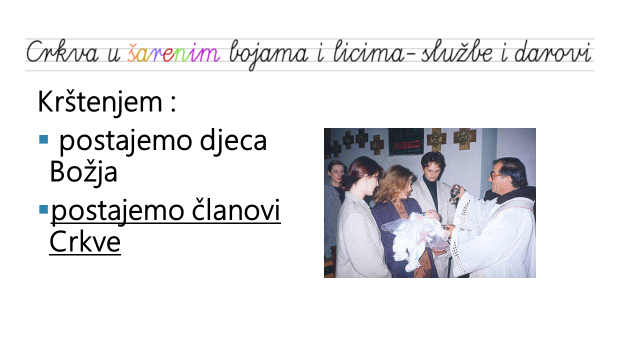 Crkva u šarenim bojama i licima- službe i darovi
Krštenjem :
▪ postajemo djeca
Božja
▪postajemo članovi
Crkve